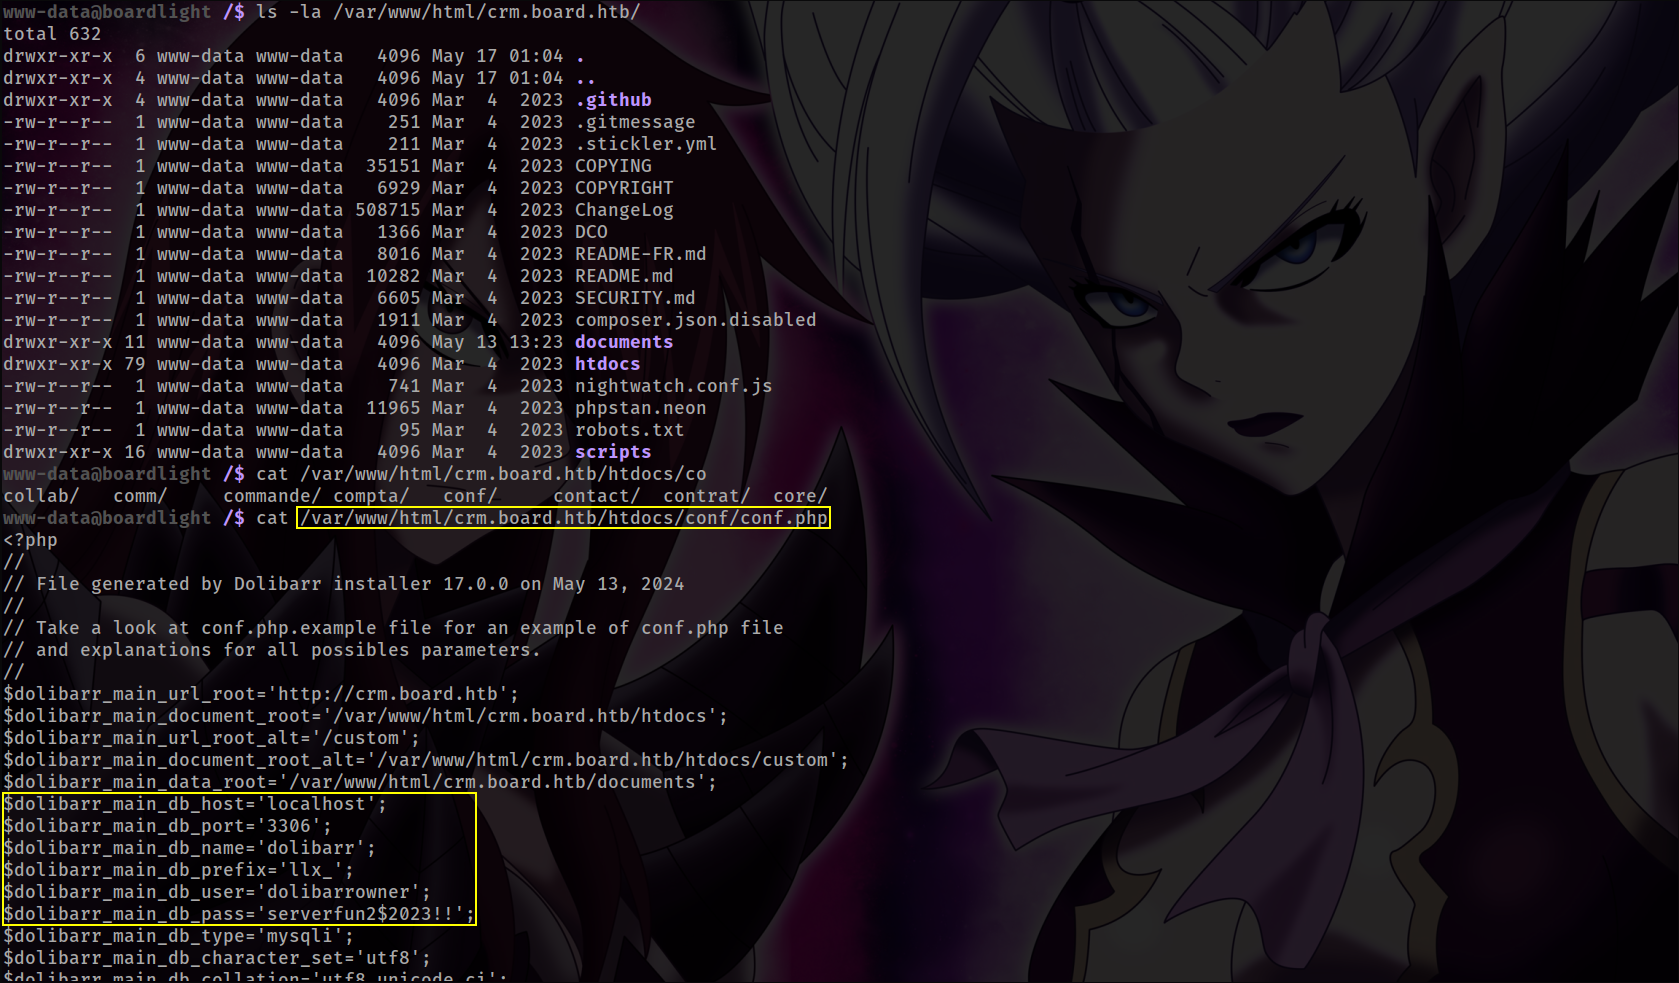 www-data@boardlight /$ ls -la /var/www/html/crm.board.htb/
total 632
drwxr-xr-x  6 www-data www-data   4096 May 17 01:04 .
drwxr-xr-x  4 www-data www-data   4096 May 17 01:04 ..
drwxr-xr-x  4 www-data www-data   4096 Mar  4  2023 .github
-rw-r--r--  1 www-data www-data    251 Mar  4  2023 .gitmessage
-rw-r--r--  1 www-data www-data    211 Mar  4  2023 .stickler.yml
-rw-r--r--  1 www-data www-data  35151 Mar  4  2023 COPYING
-rw-r--r--  1 www-data www-data   6929 Mar  4  2023 COPYRIGHT
-rw-r--r--  1 www-data www-data 508715 Mar  4  2023 ChangeLog
-rw-r--r--  1 www-data www-data   1366 Mar  4  2023 DCO
-rw-r--r--  1 www-data www-data   8016 Mar  4  2023 README-FR.md
-rw-r--r--  1 www-data www-data  10282 Mar  4  2023 README.md
-rw-r--r--  1 www-data www-data   6605 Mar  4  2023 SECURITY.md
-rw-r--r--  1 www-data www-data   1911 Mar  4  2023 composer.json.disabled
drwxr-xr-x 11 www-data www-data   4096 May 13 13:23 documents
drwxr-xr-x 79 www-data www-data   4096 Mar  4  2023 htdocs
-rw-r--r--  1 www-data www-data    741 Mar  4  2023 nightwatch.conf.js
-rw-r--r--  1 www-data www-data  11965 Mar  4  2023 phpstan.neon
-rw-r--r--  1 www-data www-data     95 Mar  4  2023 robots.txt
drwxr-xr-x 16 www-data www-data   4096 Mar  4  2023 scripts
www-data@boardlight /$ cat /var/www/html/crm.board.htb/htdocs/co
collab/   comm/     commande/ compta/   conf/     contact/  contrat/  core/
www-data@boardlight /$ cat /var/www/html/crm.board.htb/htdocs/conf/conf.php
<?php
//
// File generated by Dolibarr installer 17.0.0 on May 13, 2024
//
// Take a look at conf.php.example file for an example of conf.php file
// and explanations for all possibles parameters.
//
$dolibarr_main_url_root='http://crm.board.htb';
$dolibarr_main_document_root='/var/www/html/crm.board.htb/htdocs';
$dolibarr_main_url_root_alt='/custom';
$dolibarr_main_document_root_alt='/var/www/html/crm.board.htb/htdocs/custom';
$dolibarr_main_data_root='/var/www/html/crm.board.htb/documents';
$dolibarr_main_db_host='localhost';
$dolibarr_main_db_port='3306';
$dolibarr_main_db_name='dolibarr';
$dolibarr_main_db_prefix='llx_';
$dolibarr_main_db_user='dolibarrowner';
$dolibarr_main_db_pass='serverfun2$2023!!';
$dolibarr_main_db_type='mysqli';
$dolibarr_main_db_character_set='utf8';
$dolibarr_main_db_collation='utf8_unicode_ci';